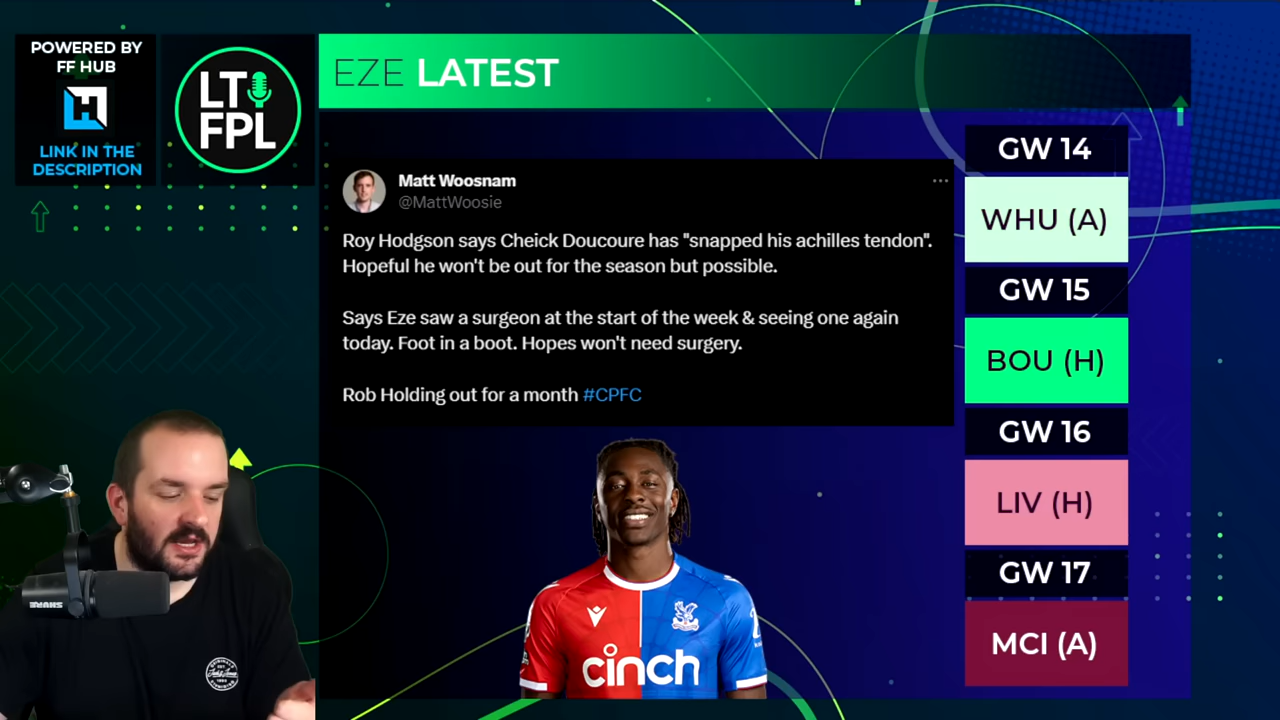 POWERED BY
FF HUB
LINK IN THE
DESCRIPTION
LT
FPL
EZE LATEST
Matt Woosnam
@MattWoosie
Roy Hodgson says Cheick Doucoure has "snapped his achilles tendon".
Hopeful he won't be out for the season but possible.
Says Eze saw a surgeon at the start of the week & seeing one again
today. Foot in a boot. Hopes won't need surgery.
Rob Holding out for a month #CPFC
GW 14
WHU (A)
GW 15
BOU (H)
GW 16
LIV (H)
GW 17
MCI (A)
cinch
SHURE